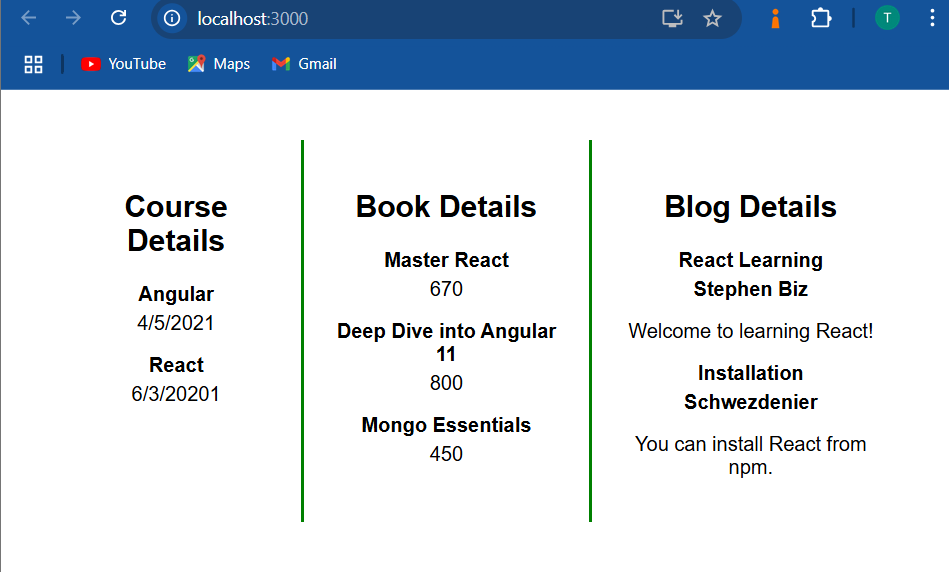 localhost:3000
T
YouTube
Maps
Gmail
Course
Details
Angular
4/5/2021
React
6/3/20201
Book Details
Master React
670
Deep Dive into Angular
11
800
Mongo Essentials
450
Blog Details
React Learning
Stephen Biz
Welcome to learning React!
Installation
Schwezdenier
You can install React from
npm.